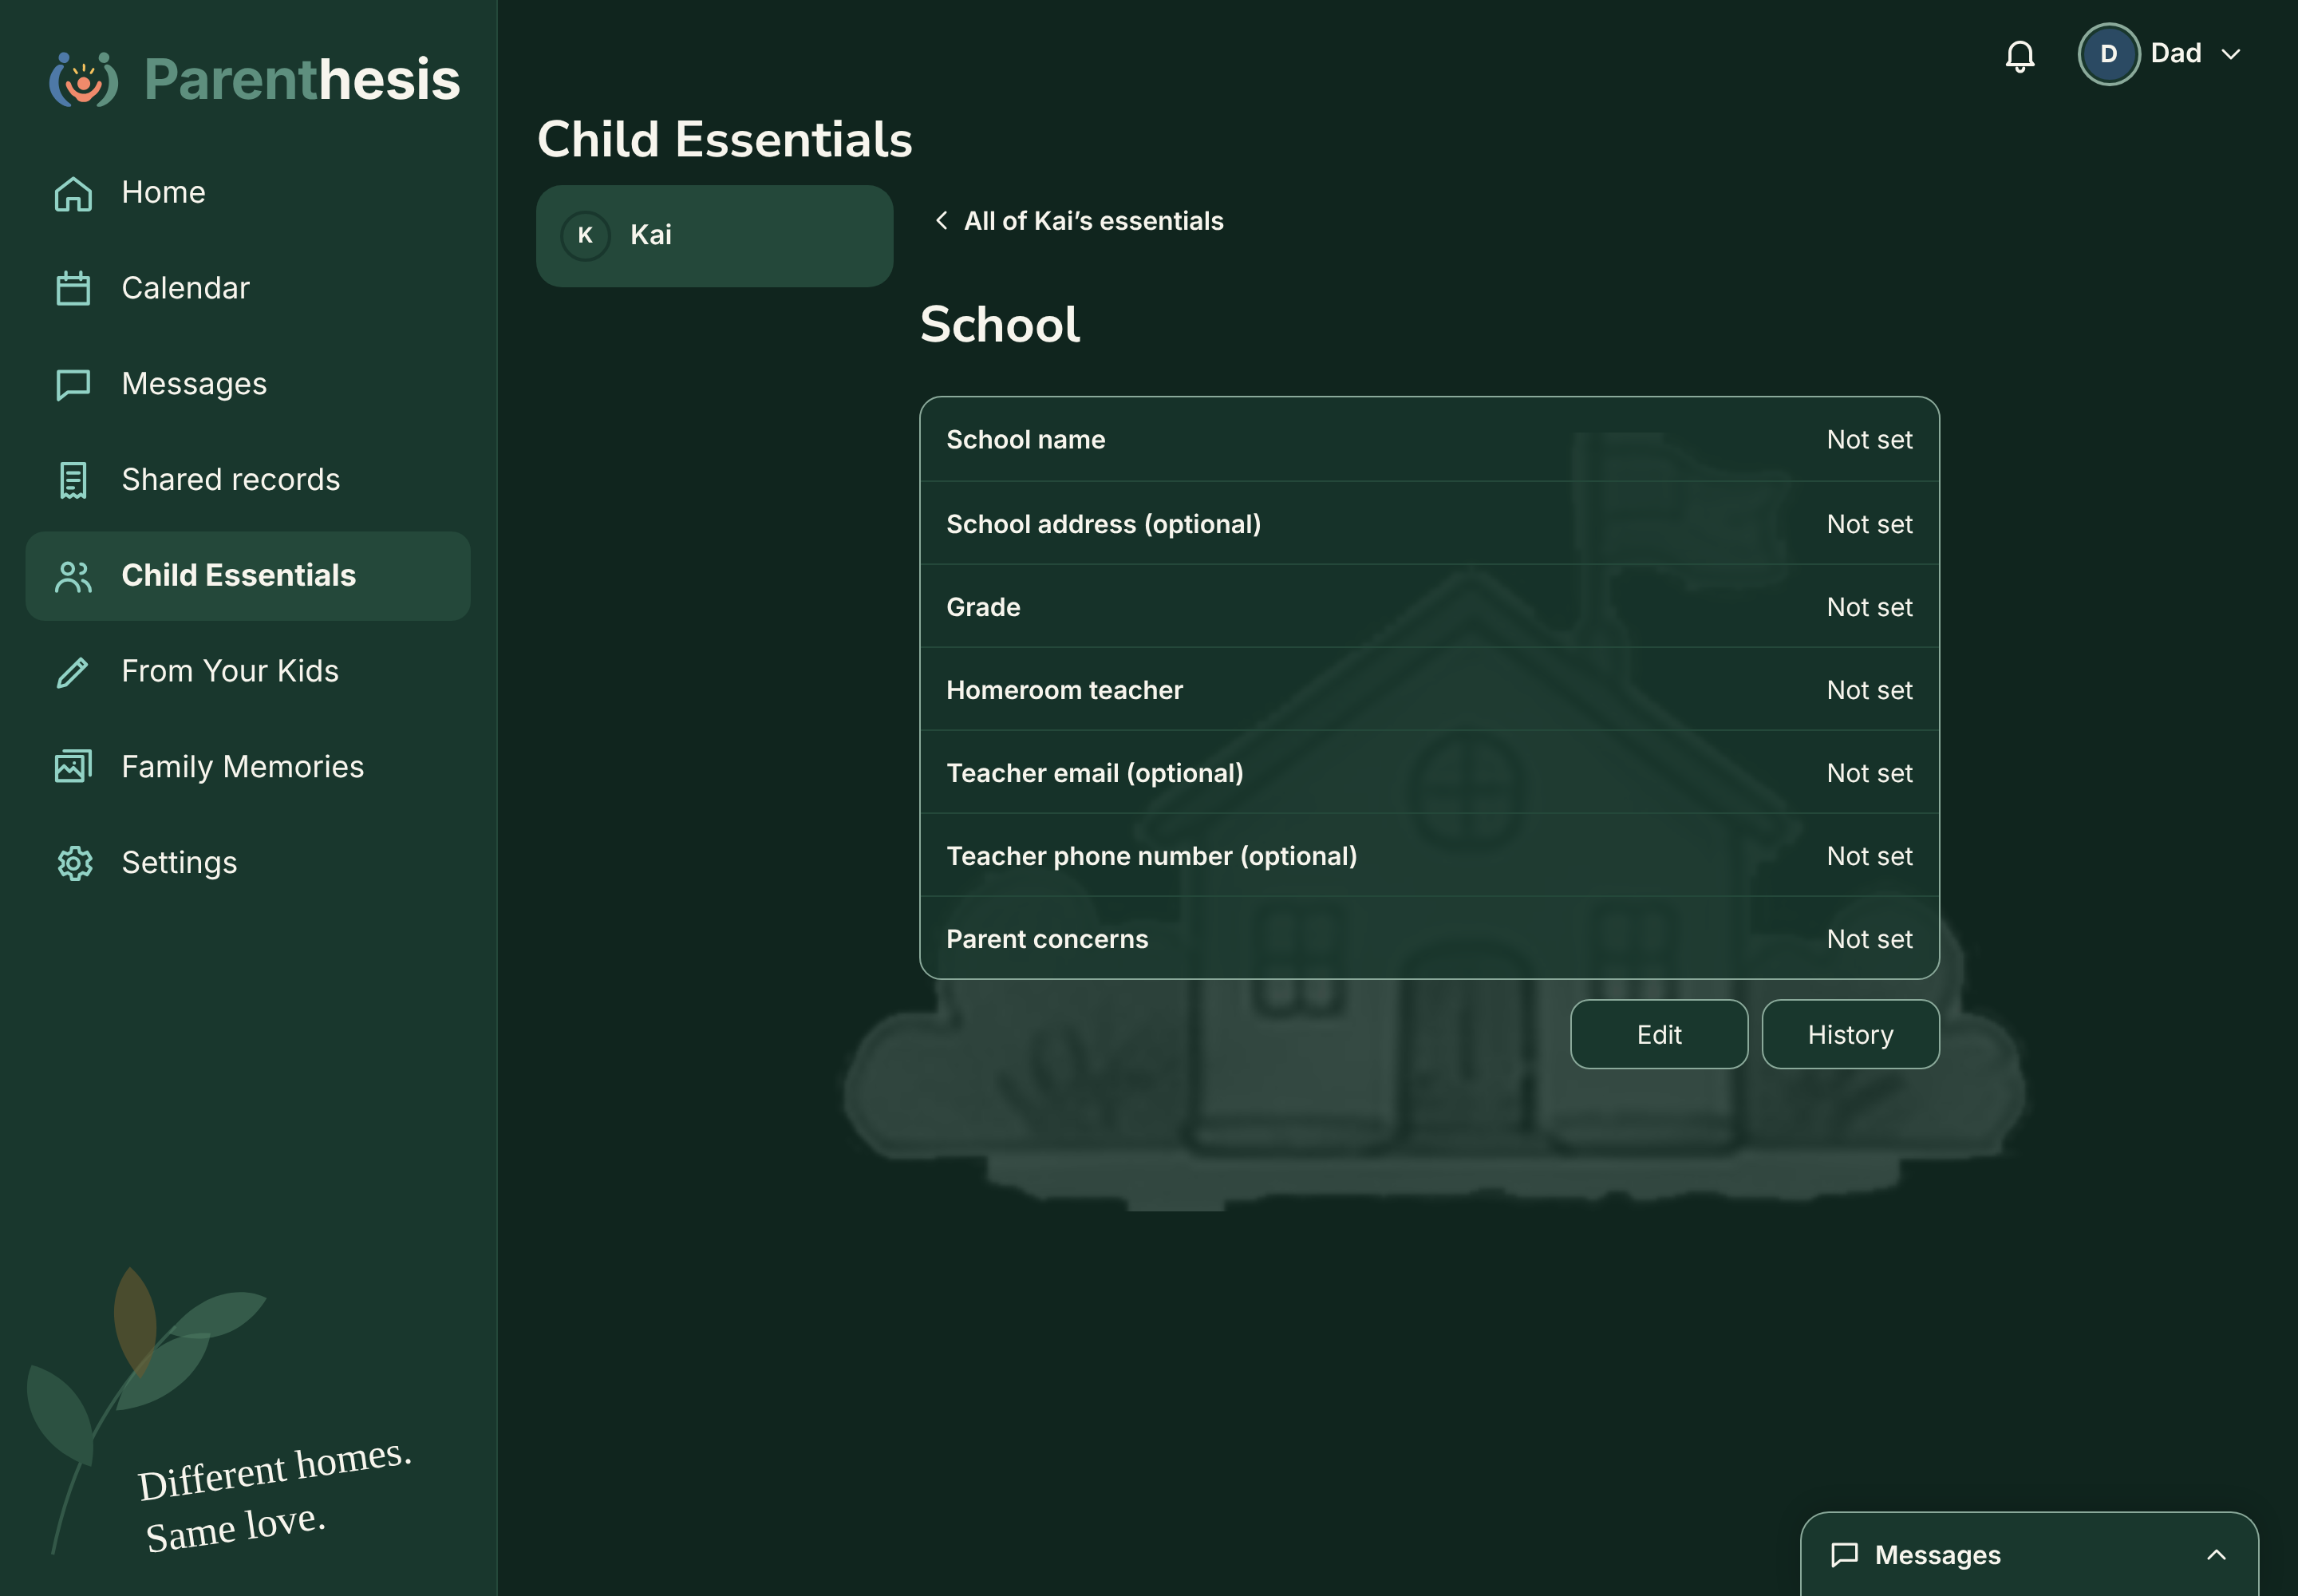 Parenthesis
Home
Calendar
Messages
Shared records
Child Essentials
From Your Kids
Family Memories
Settings
Different homes.
Same love.
D Dad
Child Essentials
K Kai
All of Kai’s essentials
School
School name Not set
School address (optional) Not set
Grade Not set
Homeroom teacher Not set
Teacher email (optional) Not set
Teacher phone number (optional) Not set
Parent concerns Not set
Edit History
Messages